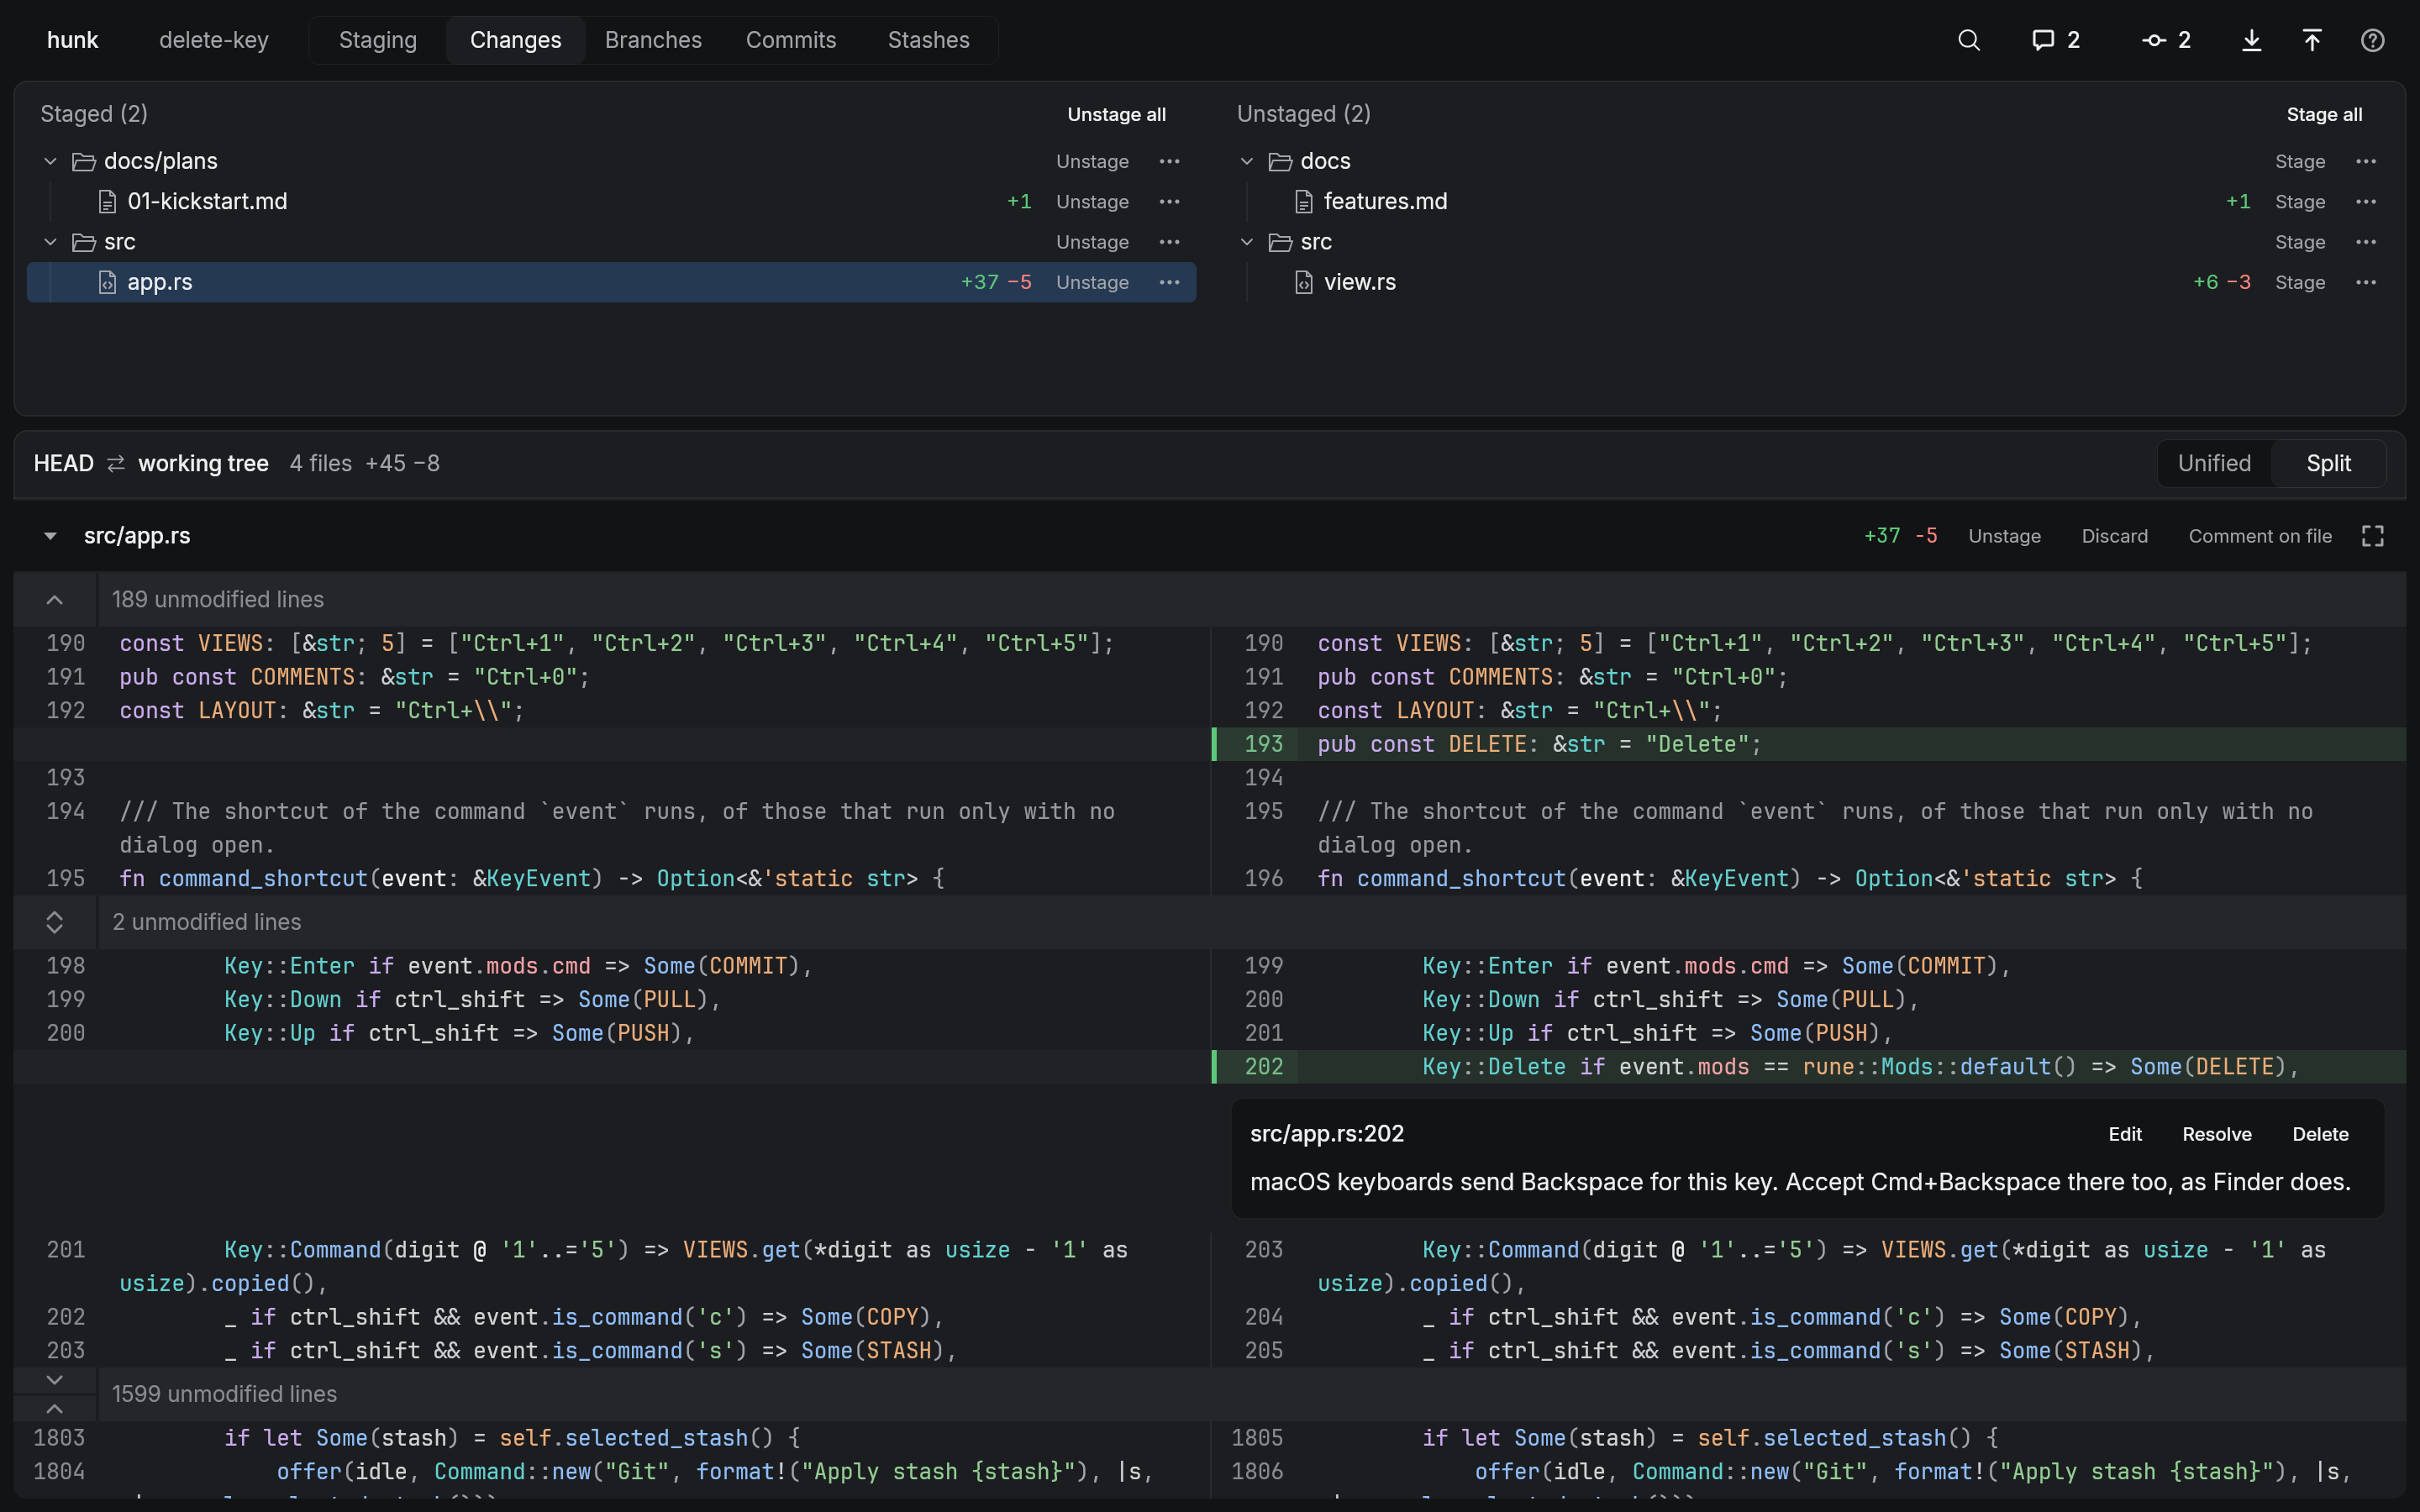 hunk delete-key Staging Changes Branches Commits Stashes 2 2
Staged (2) Unstage all
docs/plans Unstage
01-kickstart.md +1 Unstage
src Unstage
app.rs +37 −5 Unstage
Unstaged (2) Stage all
docs Stage
features.md +1 Stage
src Stage
view.rs +6 −3 Stage
HEAD ⇄ working tree 4 files +45 −8 Unified Split
src/app.rs +37 -5 Unstage Discard Comment on file
189 unmodified lines
190 const VIEWS: [&str; 5] = ["Ctrl+1", "Ctrl+2", "Ctrl+3", "Ctrl+4", "Ctrl+5"];
191 pub const COMMENTS: &str = "Ctrl+0";
192 const LAYOUT: &str = "Ctrl+\\";
193
194 /// The shortcut of the command `event` runs, of those that run only with no
dialog open.
195 fn command_shortcut(event: &KeyEvent) -> Option<&'static str> {
190 const VIEWS: [&str; 5] = ["Ctrl+1", "Ctrl+2", "Ctrl+3", "Ctrl+4", "Ctrl+5"];
191 pub const COMMENTS: &str = "Ctrl+0";
192 const LAYOUT: &str = "Ctrl+\\";
193 pub const DELETE: &str = "Delete";
194
195 /// The shortcut of the command `event` runs, of those that run only with no
dialog open.
196 fn command_shortcut(event: &KeyEvent) -> Option<&'static str> {
2 unmodified lines
198 Key::Enter if event.mods.cmd => Some(COMMIT),
199 Key::Down if ctrl_shift => Some(PULL),
200 Key::Up if ctrl_shift => Some(PUSH),
199 Key::Enter if event.mods.cmd => Some(COMMIT),
200 Key::Down if ctrl_shift => Some(PULL),
201 Key::Up if ctrl_shift => Some(PUSH),
202 Key::Delete if event.mods == rune::Mods::default() => Some(DELETE),
src/app.rs:202 Edit Resolve Delete
macOS keyboards send Backspace for this key. Accept Cmd+Backspace there too, as Finder does.
201 Key::Command(digit @ '1'..='5') => VIEWS.get(*digit as usize - '1' as
usize).copied(),
202 _ if ctrl_shift && event.is_command('c') => Some(COPY),
203 _ if ctrl_shift && event.is_command('s') => Some(STASH),
203 Key::Command(digit @ '1'..='5') => VIEWS.get(*digit as usize - '1' as
usize).copied(),
204 _ if ctrl_shift && event.is_command('c') => Some(COPY),
205 _ if ctrl_shift && event.is_command('s') => Some(STASH),
1599 unmodified lines
1803 if let Some(stash) = self.selected_stash() {
1804 offer(idle, Command::new("Git", format!("Apply stash {stash}"), |s,
1805 if let Some(stash) = self.selected_stash() {
1806 offer(idle, Command::new("Git", format!("Apply stash {stash}"), |s,